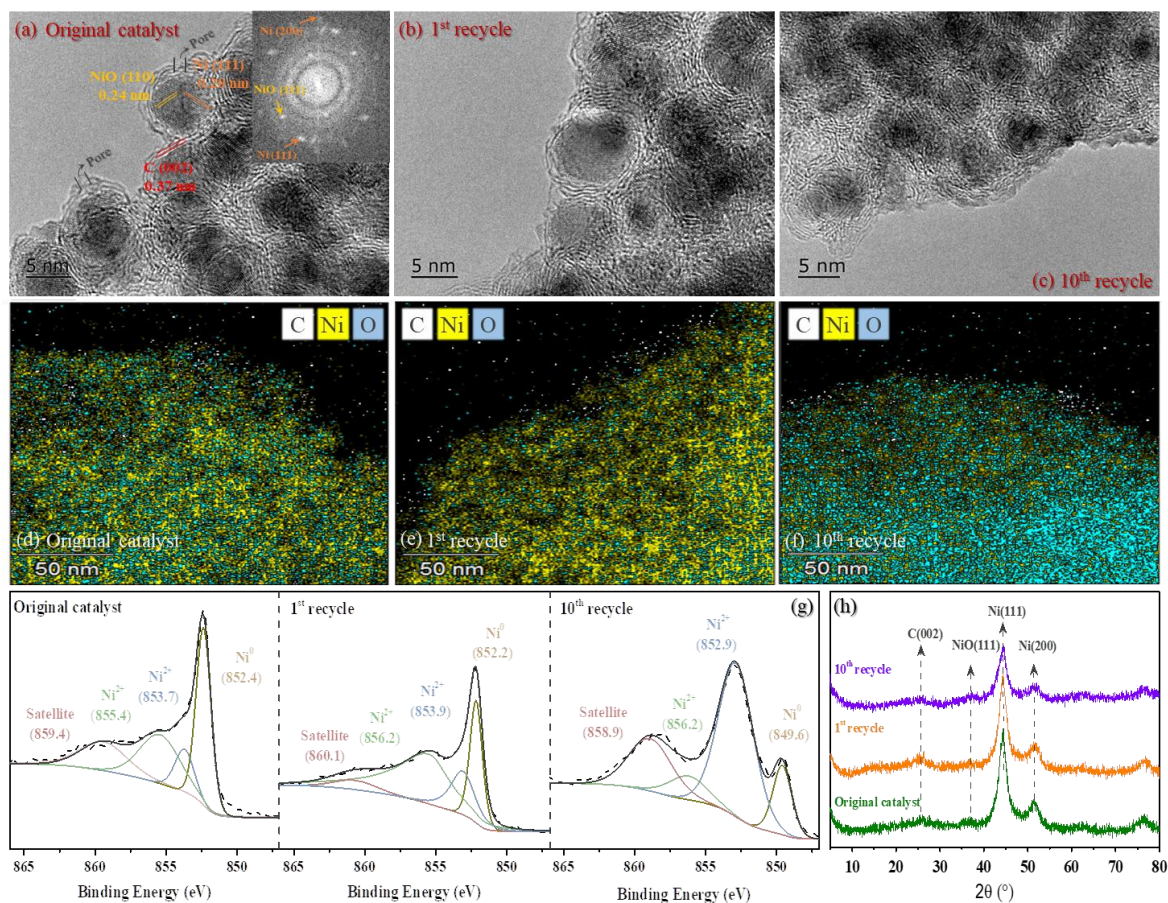 (a) Original catalyst
Pore
NiO (110)
0.24 nm
Pore
C (002)
0.37 nm
5 nm
Ni (200)
NiO (111)
Ni (111)
(b) 1st recycle
5 nm
5 nm
(c) 10th recycle
C Ni O
(d) Original catalyst
50 nm
C Ni O
(e) 1st recycle
50 nm
C Ni O
(f) 10th recycle
50 nm
Original catalyst
Ni0
(852.4)
Ni2+
(853.7)
(855.4)
Satellite
(859.4)
865 860 855 850
Binding Energy (eV)
1st recycle
Ni0
(852.2)
Ni2+
(853.9)
Ni2+
(856.2)
Satellite
(860.1)
865 860 855 850
Binding Energy (eV)
10th recycle
(g)
Ni2+
(852.9)
Ni0
(849.6)
Ni2+
(856.2)
Satellite
(858.9)
865 860 855 850
Binding Energy (eV)
(h)
Ni(111)
C(002)
NiO(111)
Ni(200)
10th recycle
1st recycle
Original catalyst
10 20 30 40 50 60 70 80
2θ (°)